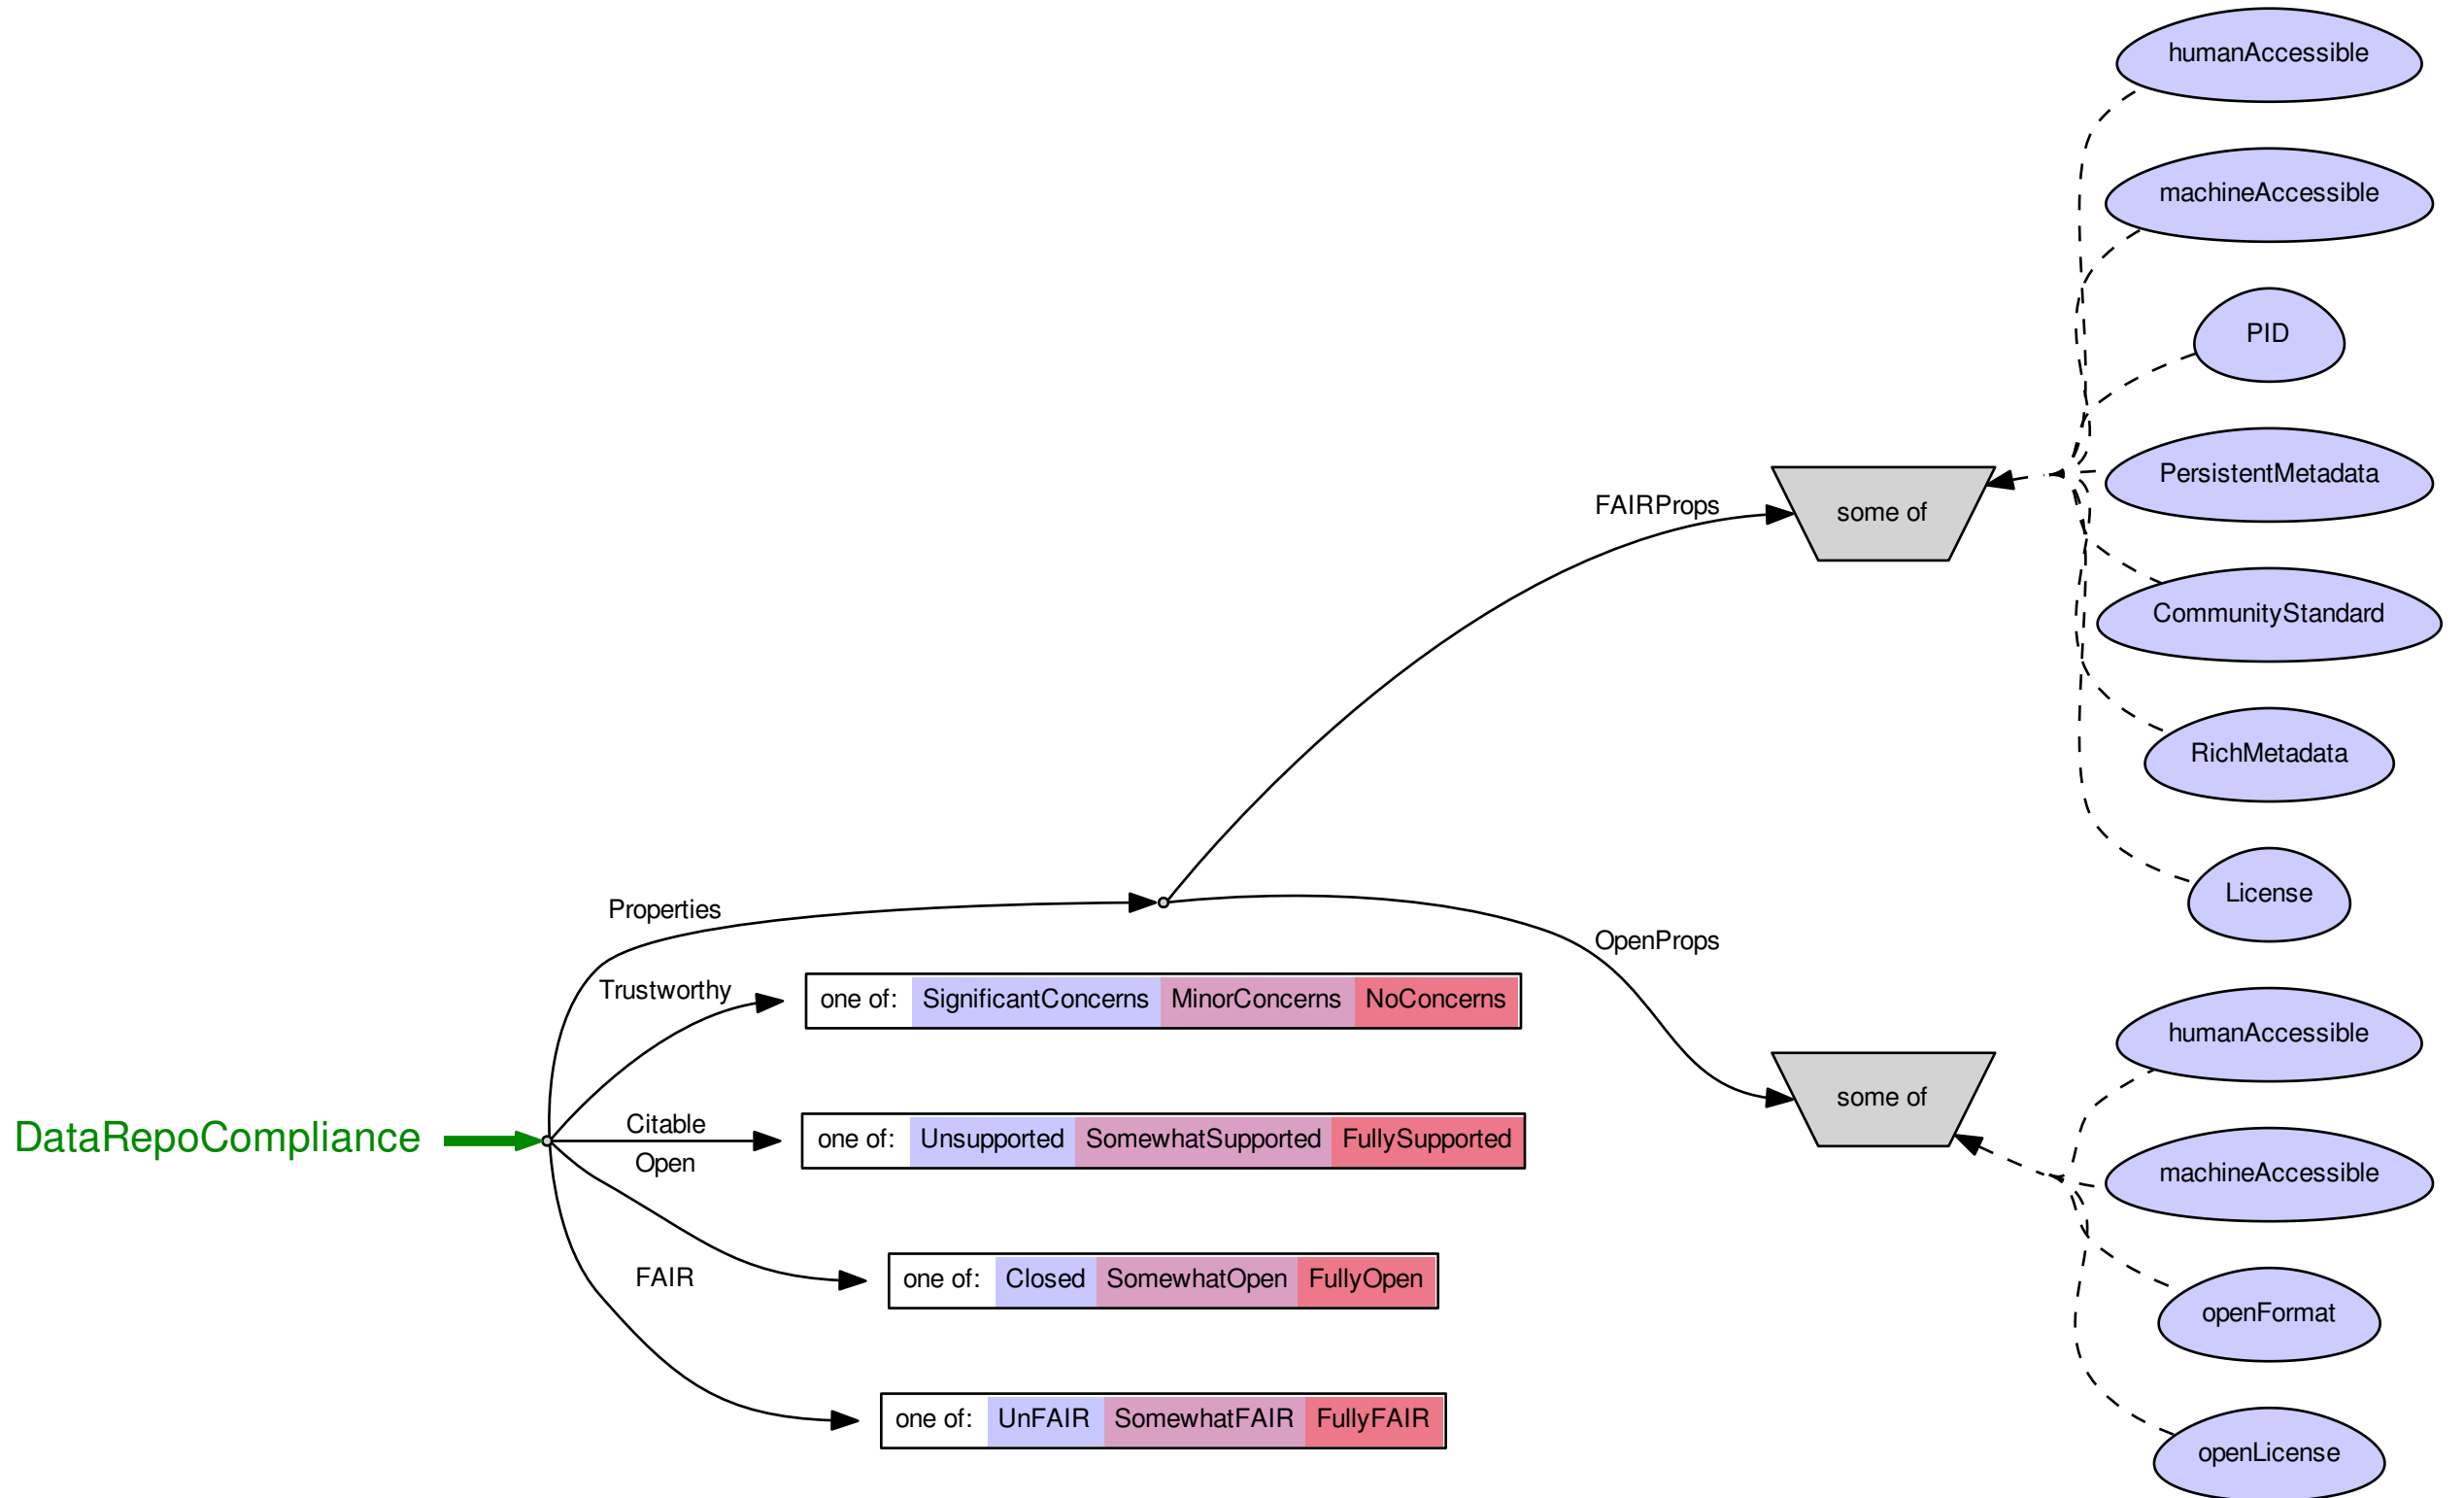 humanAccessible
machineAccessible
PID
PersistentMetadata
FAIRProps
some of
CommunityStandard
RichMetadata
License
Properties
OpenProps
Trustworthy
one of: SignificantConcerns MinorConcerns NoConcerns
humanAccessible
some of
DataRepoCompliance
Citable
one of: Unsupported SomewhatSupported FullySupported
Open
machineAccessible
FAIR
one of: Closed SomewhatOpen FullyOpen
openFormat
one of: UnFAIR SomewhatFAIR FullyFAIR
openLicense